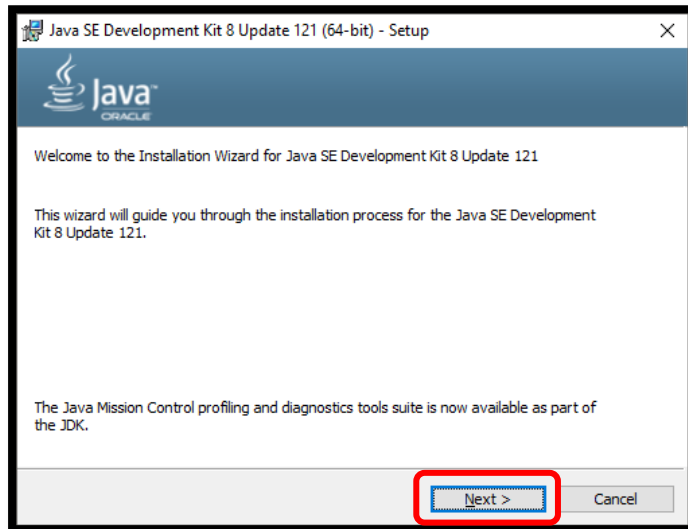 Java SE Development Kit 8 Update 121 (64-bit) - Setup
Java™
ORACLE
Welcome to the Installation Wizard for Java SE Development Kit 8 Update 121
This wizard will guide you through the installation process for the Java SE Development
Kit 8 Update 121.
The Java Mission Control profiling and diagnostics tools suite is now available as part of
the JDK.
Next > Cancel